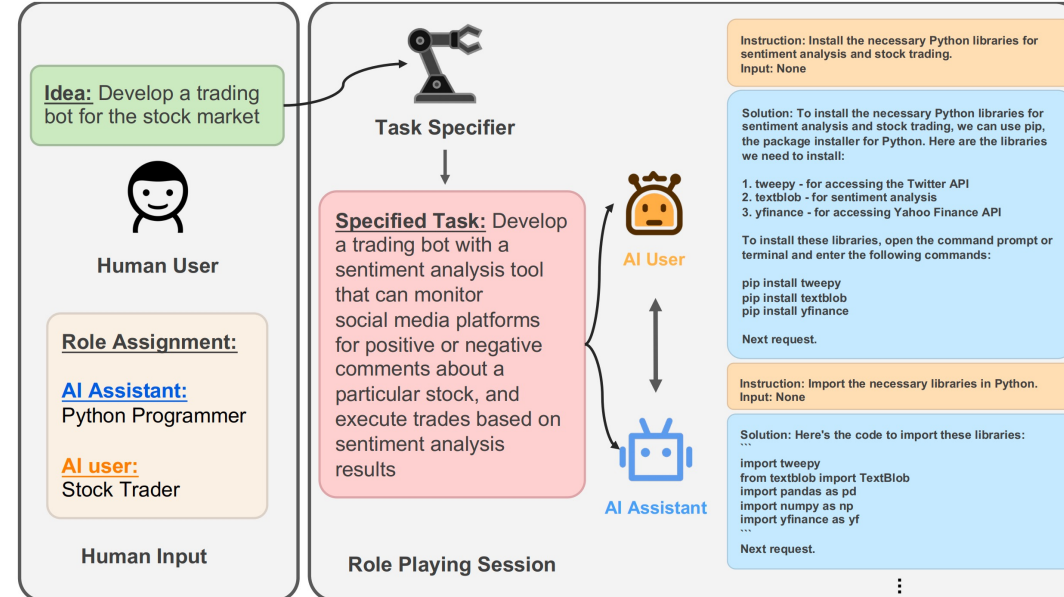 Idea: Develop a trading
bot for the stock market
Human User
Role Assignment:
AI Assistant:
Python Programmer
AI user:
Stock Trader
Human Input
Task Specifier
Specified Task: Develop
a trading bot with a
sentiment analysis tool
that can monitor
social media platforms
for positive or negative
comments about a
particular stock, and
execute trades based on
sentiment analysis
results
Role Playing Session
AI User
AI Assistant
Instruction: Install the necessary Python libraries for
sentiment analysis and stock trading.
Input: None
Solution: To install the necessary Python libraries for
sentiment analysis and stock trading, we can use pip,
the package installer for Python. Here are the libraries
we need to install:
1. tweepy - for accessing the Twitter API
2. textblob - for sentiment analysis
3. yfinance - for accessing Yahoo Finance API
To install these libraries, open the command prompt or
terminal and enter the following commands:
pip install tweepy
pip install textblob
pip install yfinance
Next request.
Instruction: Import the necessary libraries in Python.
Input: None
Solution: Here's the code to import these libraries:
```
import tweepy
from textblob import TextBlob
import pandas as pd
import numpy as np
import yfinance as yf
```
Next request.
⋮